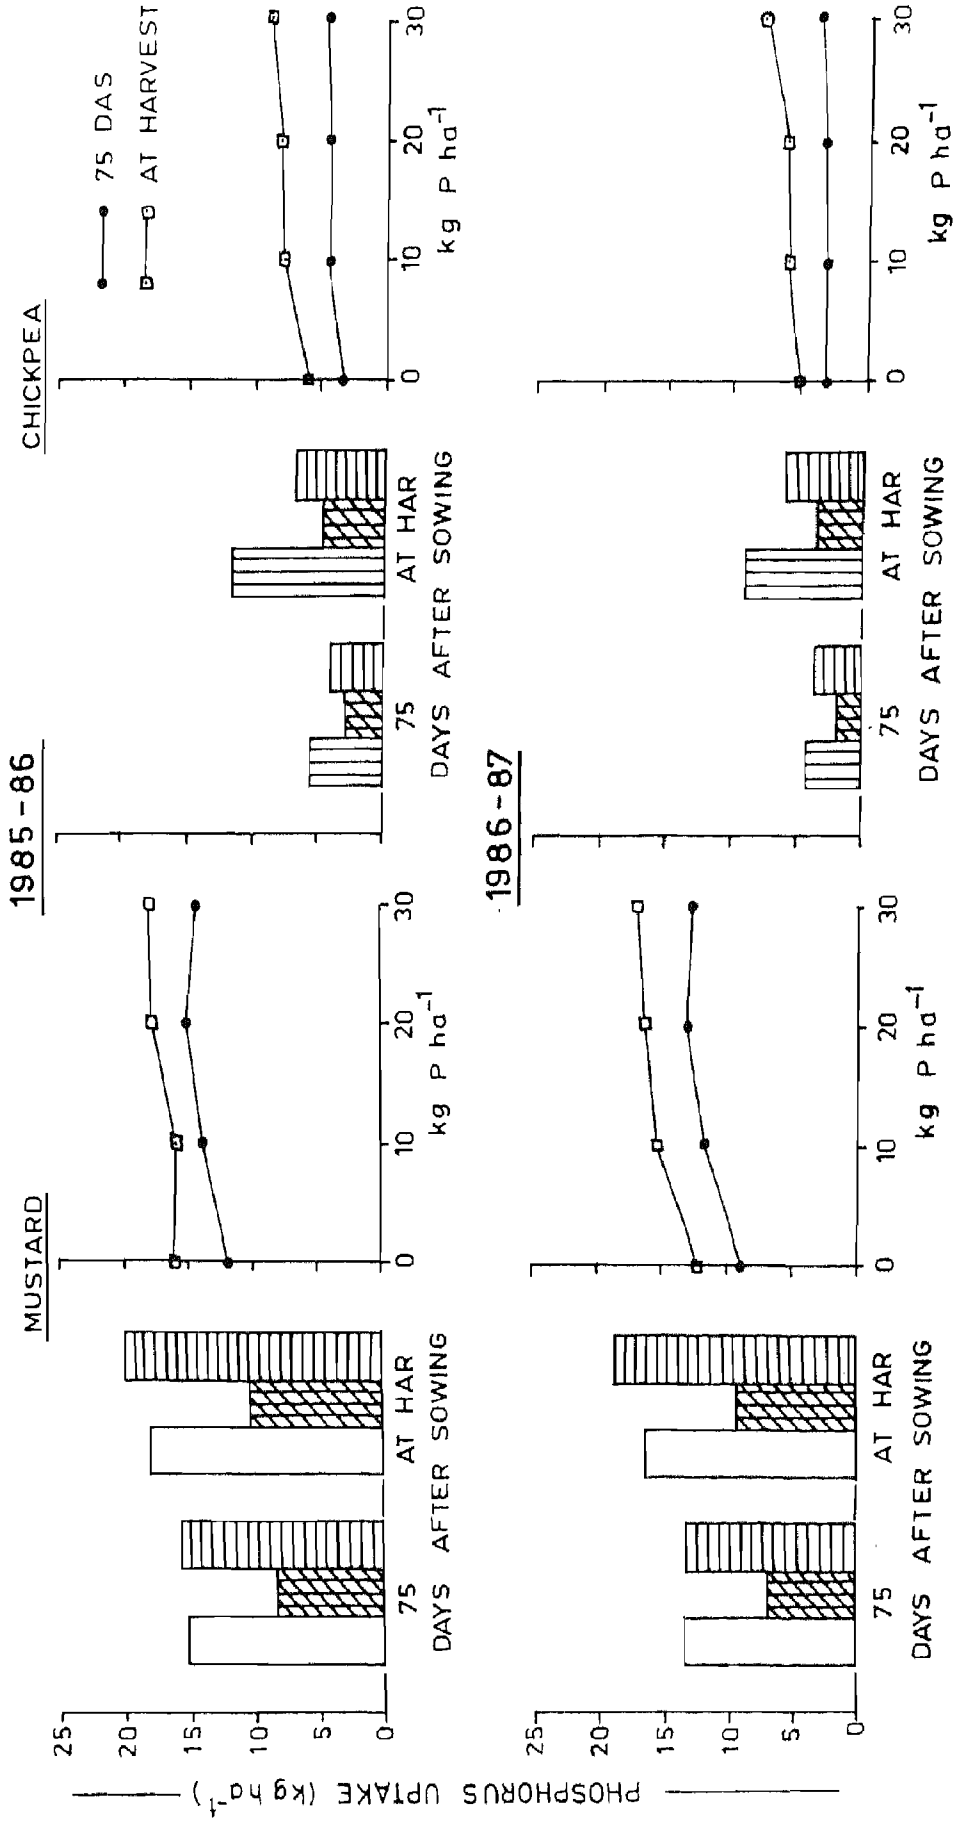 MUSTARD
1985-86
CHICKPEA
75 DAS
AT HARVEST
PHOSPHORUS UPTAKE (kg ha⁻¹)
25
20
15
10
5
0
75
AT HAR
DAYS AFTER SOWING
0
10
20
30
kg P ha⁻¹
75
AT HAR
DAYS AFTER SOWING
0
10
20
30
kg P ha⁻¹
1986-87
25
20
15
10
5
0
75
AT HAR
DAYS AFTER SOWING
0
10
20
30
kg P ha⁻¹
75
AT HAR
DAYS AFTER SOWING
0
10
20
30
kg P ha⁻¹